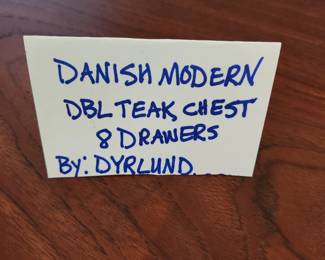 DANISH MODERN
DBL TEAK CHEST
8 DRAWERS
By: DYRLUND